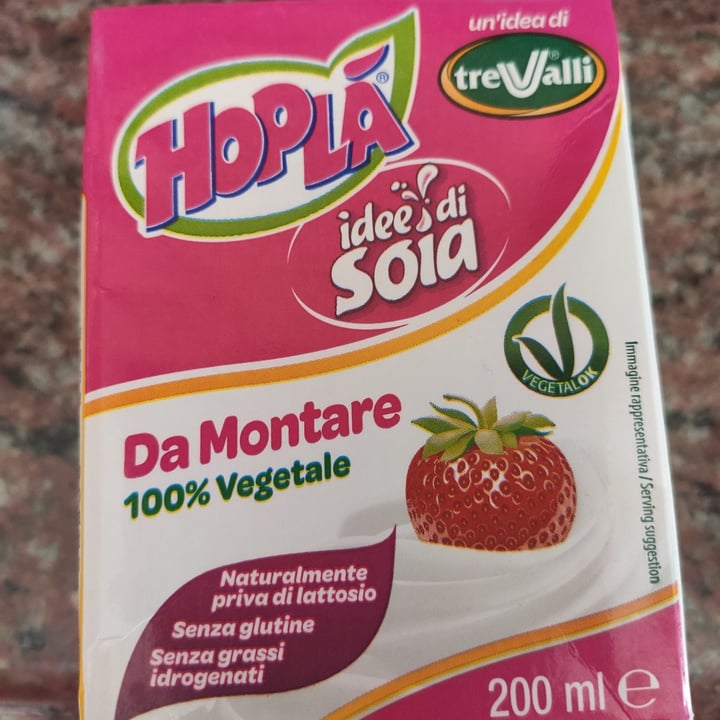 un'idea di
treValli®
HOPLÁ®
idee di
soia
VEGETALOK
Immagine rappresentativa / Serving suggestion
Da Montare
100% Vegetale
Naturalmente
priva di lattosio
Senza glutine
Senza grassi
idrogenati
200 ml ℮